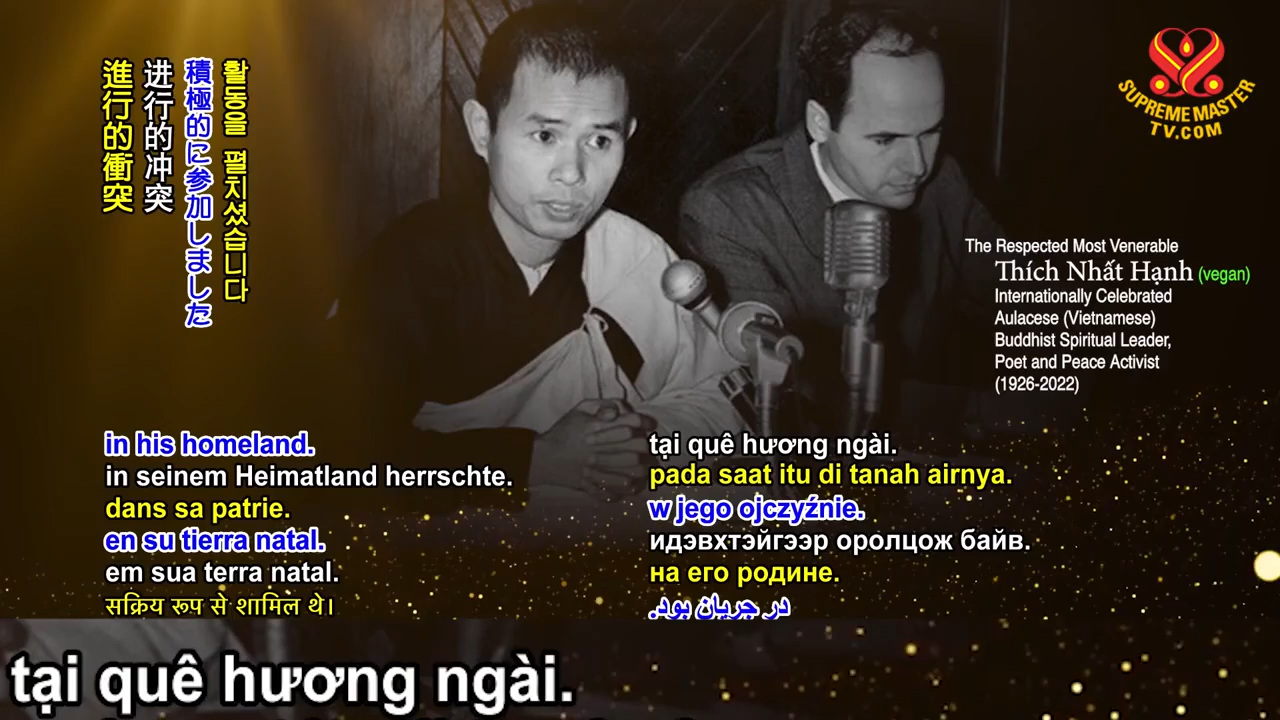 進行的衝突
进行的冲突
積極的に参加しました
활동을 펼치셨습니다
SUPREME MASTER
TV.COM
The Respected Most Venerable
Thích Nhất Hạnh (vegan)
Internationally Celebrated
Aulacese (Vietnamese)
Buddhist Spiritual Leader,
Poet and Peace Activist
(1926-2022)
in his homeland.
in seinem Heimatland herrschte.
dans sa patrie.
en su tierra natal.
em sua terra natal.
सक्रिय रूप से शामिल थे।
tại quê hương ngài.
pada saat itu di tanah airnya.
w jego ojczyźnie.
идэвхтэйгээр оролцож байв.
на его родине.
در جریان بود.
tại quê hương ngài.